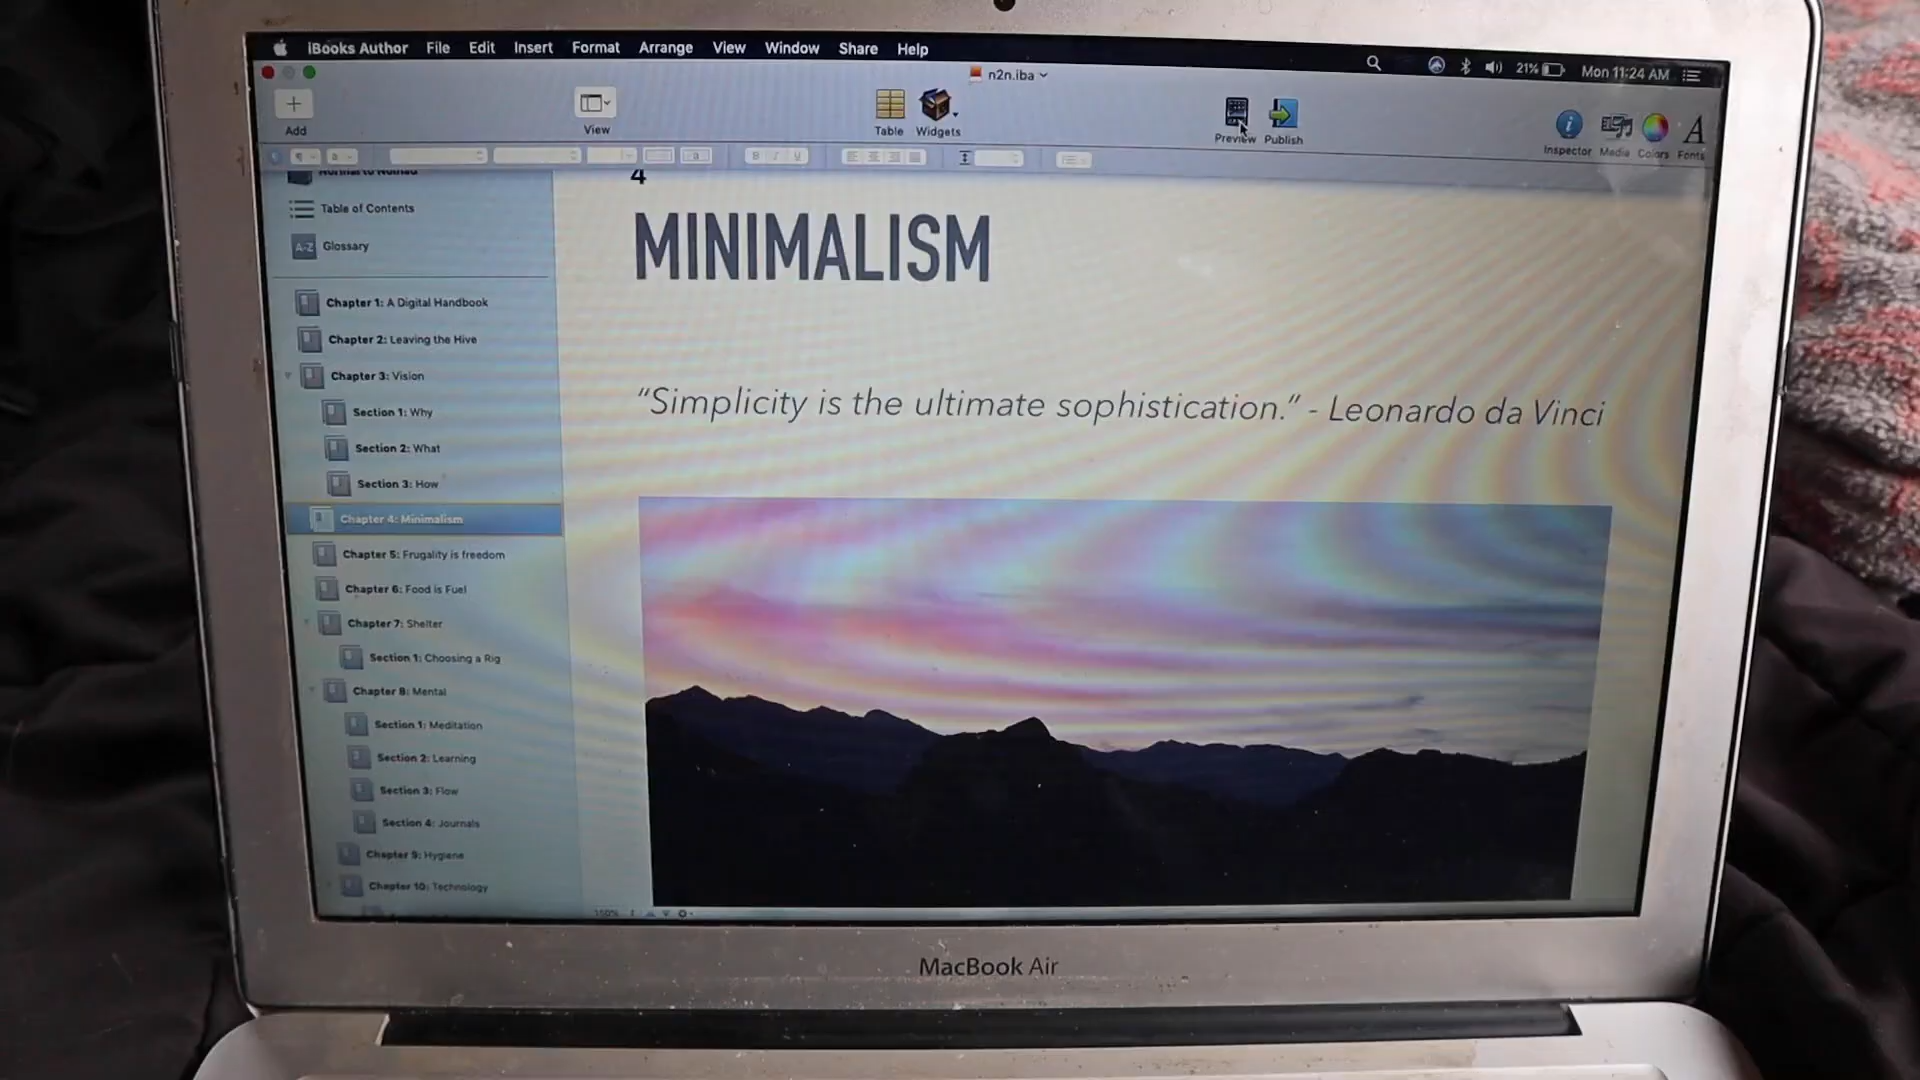 iBooks Author File Edit Insert Format Arrange View Window Share Help
21% Mon 11:24 AM
n2n.iba
Add View Table Widgets Preview Publish Inspector Media Colors Fonts
a a B I U
Normal to Nomad
Table of Contents
A-Z Glossary
Chapter 1: A Digital Handbook
Chapter 2: Leaving the Hive
Chapter 3: Vision
Section 1: Why
Section 2: What
Section 3: How
Chapter 4: Minimalism
Chapter 5: Frugality is freedom
Chapter 6: Food is Fuel
Chapter 7: Shelter
Section 1: Choosing a Rig
Chapter 8: Mental
Section 1: Meditation
Section 2: Learning
Section 3: Flow
Section 4: Journals
Chapter 9: Hygiene
Chapter 10: Technology
4
MINIMALISM
“Simplicity is the ultimate sophistication.” - Leonardo da Vinci
150%
MacBook Air